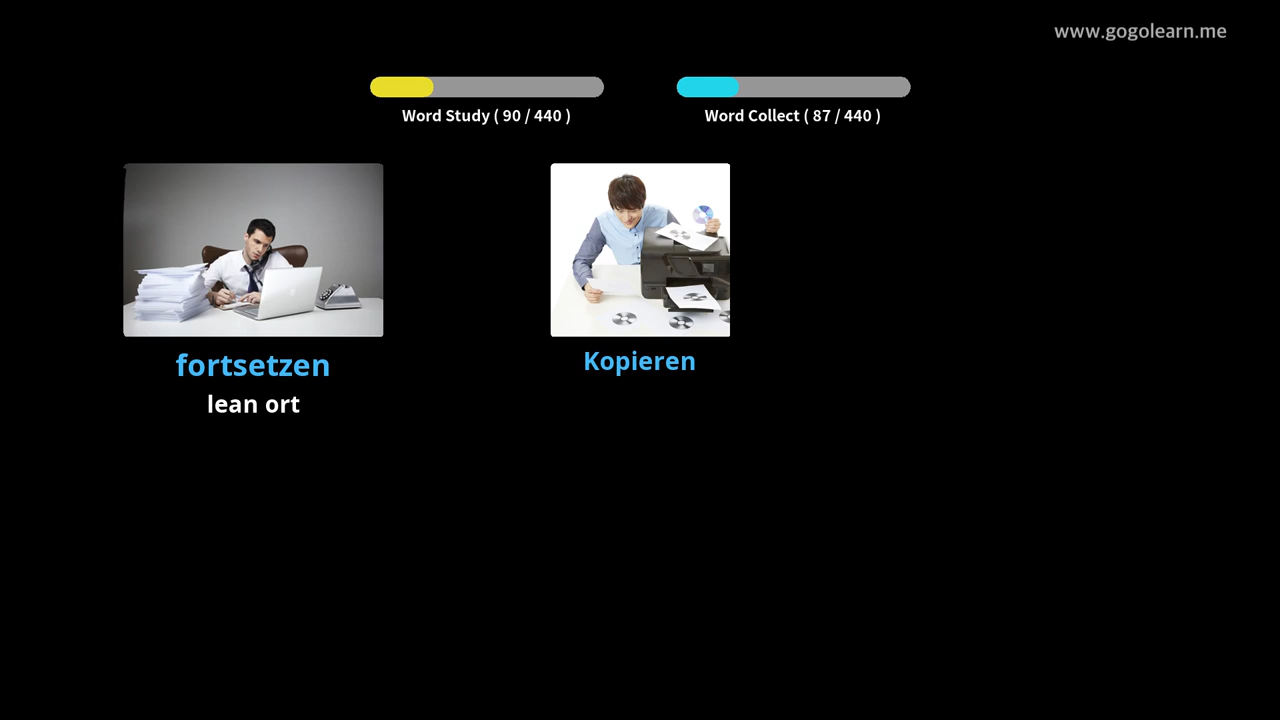 www.gogolearn.me
Word Study ( 90 / 440 )
Word Collect ( 87 / 440 )
fortsetzen
lean ort
Kopieren